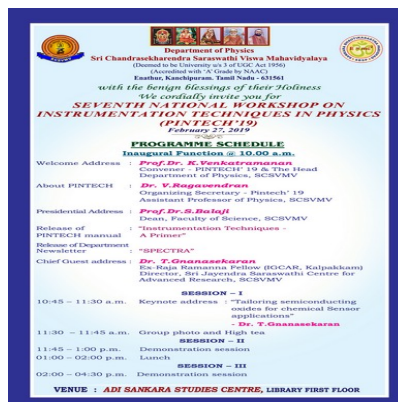 Department of Physics
Sri Chandrasekharendra Saraswathi Viswa Mahavidyalaya
(Deemed to be University u/s 3 of UGC Act 1956)
(Accredited with 'A' Grade by NAAC)
Enathur, Kanchipuram. Tamil Nadu - 631561
with the benign blessings of their Holiness
We cordially invite you for
SEVENTH NATIONAL WORKSHOP ON
INSTRUMENTATION TECHNIQUES IN PHYSICS
(PINTECH'19)
February 27, 2019
PROGRAMME SCHEDULE
Inaugural Function @ 10.00 a.m.
Welcome Address : Prof.Dr. K.Venkatramanan
Convener - PINTECH' 19 & The Head
Department of Physics, SCSVMV
About PINTECH : Dr. V.Ragavendran
Organizing Secretary - Pintech' 19
Assistant Professor of Physics, SCSVMV
Presidential Address : Prof.Dr.S.Balaji
Dean, Faculty of Science, SCSVMV
Release of : "Instrumentation Techniques -
PINTECH manual A Primer"
Release of Department
Newsletter : "SPECTRA"
Chief Guest address : Dr. T.Gnanasekaran
Ex-Raja Ramanna Fellow (IGCAR, Kalpakkam)
Director, Sri Jayendra Saraswathi Centre for
Advanced Research, SCSVMV
SESSION – I
10:45 – 11:30 a.m. Keynote address : "Tailoring semiconducting
oxides for chemical Sensor
applications"
- Dr. T.Gnanasekaran
11:30 – 11:45 a.m. Group photo and High tea
SESSION – II
11:45 – 1:00 p.m. Demonstration session
01:00 – 02:00 p.m. Lunch
SESSION – III
02:00 – 04:30 p.m. Demonstration session
VENUE : ADI SANKARA STUDIES CENTRE, LIBRARY FIRST FLOOR